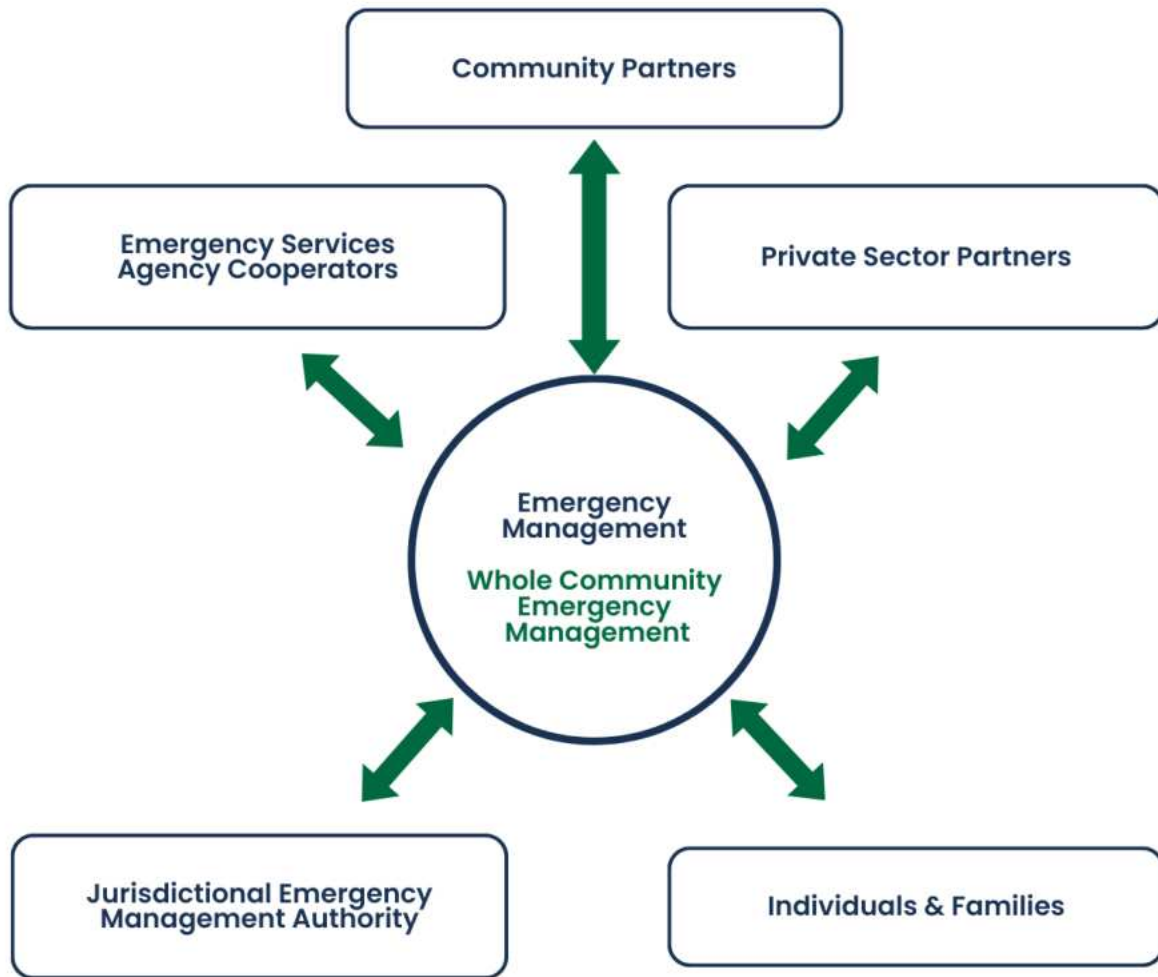 Community Partners
Emergency Services
Agency Cooperators
Private Sector Partners
Emergency
Management
Whole Community
Emergency
Management
Jurisdictional Emergency
Management Authority
Individuals & Families